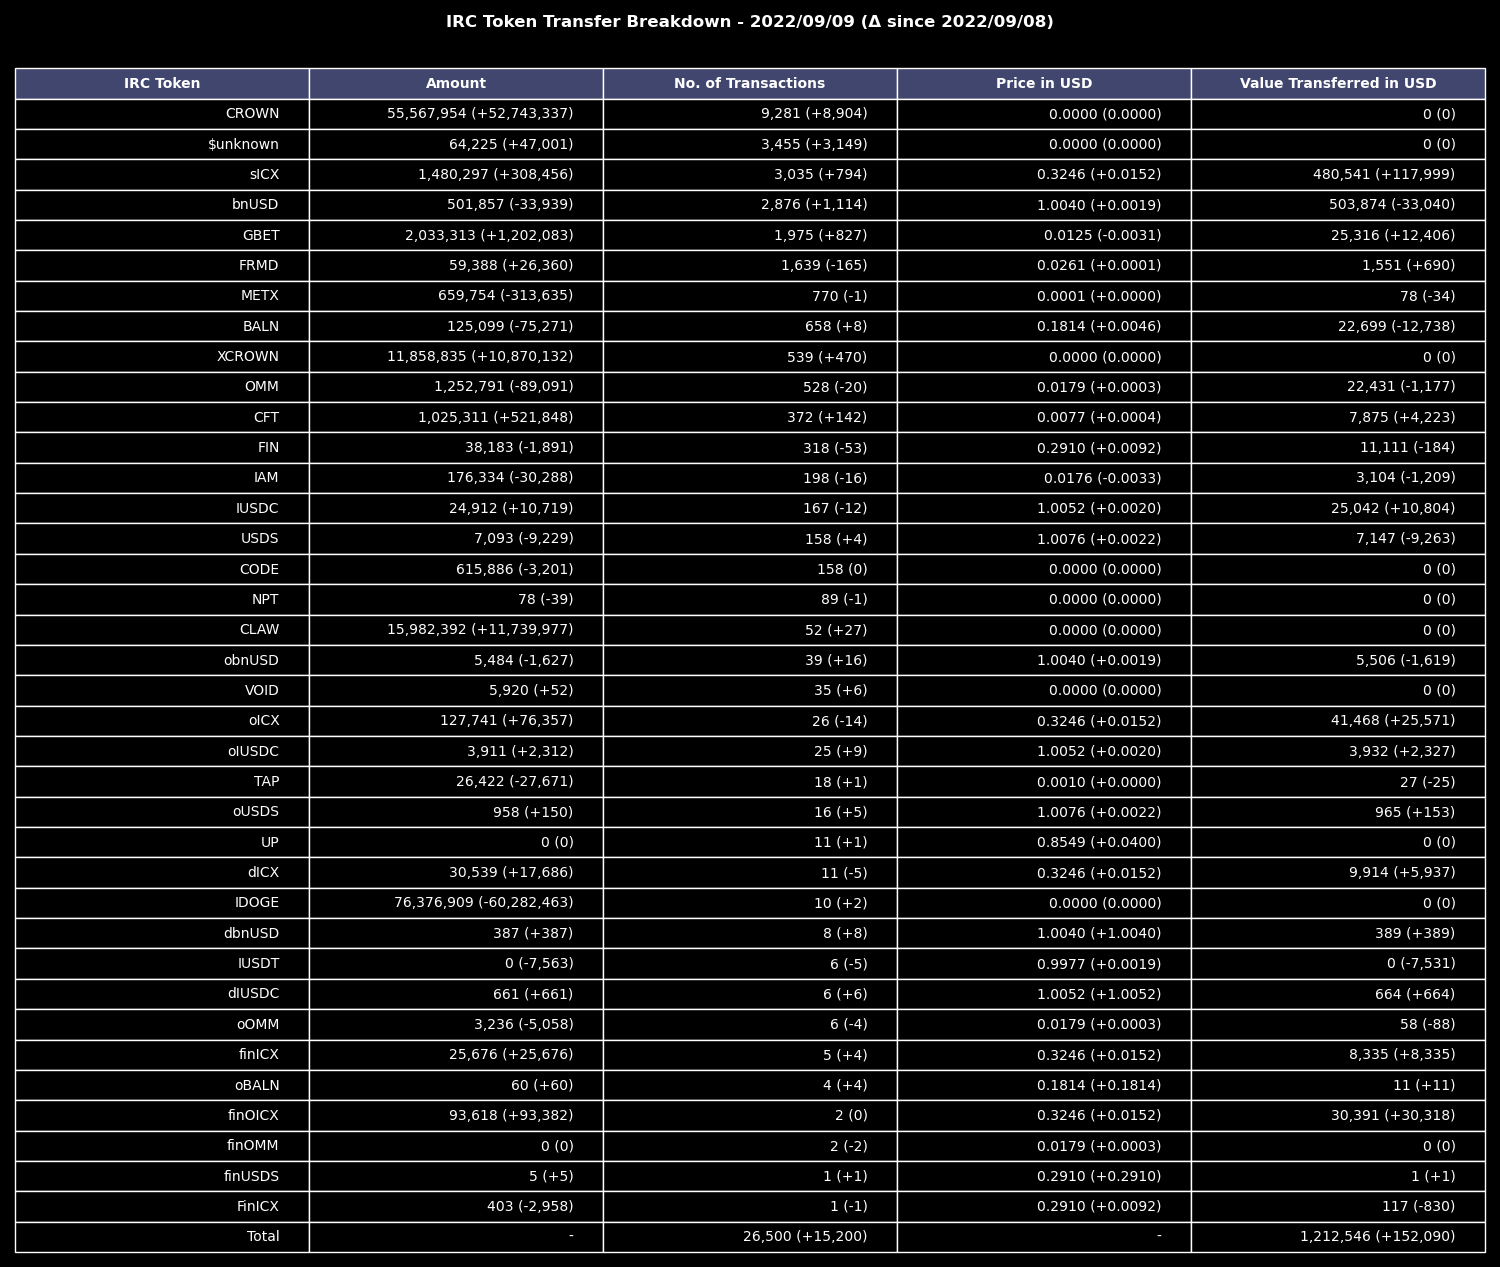 IRC Token Transfer Breakdown - 2022/09/09 (Δ since 2022/09/08)
IRC Token Amount No. of Transactions Price in USD Value Transferred in USD
CROWN 55,567,954 (+52,743,337) 9,281 (+8,904) 0.0000 (0.0000) 0 (0)
$unknown 64,225 (+47,001) 3,455 (+3,149) 0.0000 (0.0000) 0 (0)
sICX 1,480,297 (+308,456) 3,035 (+794) 0.3246 (+0.0152) 480,541 (+117,999)
bnUSD 501,857 (-33,939) 2,876 (+1,114) 1.0040 (+0.0019) 503,874 (-33,040)
GBET 2,033,313 (+1,202,083) 1,975 (+827) 0.0125 (-0.0031) 25,316 (+12,406)
FRMD 59,388 (+26,360) 1,639 (-165) 0.0261 (+0.0001) 1,551 (+690)
METX 659,754 (-313,635) 770 (-1) 0.0001 (+0.0000) 78 (-34)
BALN 125,099 (-75,271) 658 (+8) 0.1814 (+0.0046) 22,699 (-12,738)
XCROWN 11,858,835 (+10,870,132) 539 (+470) 0.0000 (0.0000) 0 (0)
OMM 1,252,791 (-89,091) 528 (-20) 0.0179 (+0.0003) 22,431 (-1,177)
CFT 1,025,311 (+521,848) 372 (+142) 0.0077 (+0.0004) 7,875 (+4,223)
FIN 38,183 (-1,891) 318 (-53) 0.2910 (+0.0092) 11,111 (-184)
IAM 176,334 (-30,288) 198 (-16) 0.0176 (-0.0033) 3,104 (-1,209)
IUSDC 24,912 (+10,719) 167 (-12) 1.0052 (+0.0020) 25,042 (+10,804)
USDS 7,093 (-9,229) 158 (+4) 1.0076 (+0.0022) 7,147 (-9,263)
CODE 615,886 (-3,201) 158 (0) 0.0000 (0.0000) 0 (0)
NPT 78 (-39) 89 (-1) 0.0000 (0.0000) 0 (0)
CLAW 15,982,392 (+11,739,977) 52 (+27) 0.0000 (0.0000) 0 (0)
obnUSD 5,484 (-1,627) 39 (+16) 1.0040 (+0.0019) 5,506 (-1,619)
VOID 5,920 (+52) 35 (+6) 0.0000 (0.0000) 0 (0)
oICX 127,741 (+76,357) 26 (-14) 0.3246 (+0.0152) 41,468 (+25,571)
oIUSDC 3,911 (+2,312) 25 (+9) 1.0052 (+0.0020) 3,932 (+2,327)
TAP 26,422 (-27,671) 18 (+1) 0.0010 (+0.0000) 27 (-25)
oUSDS 958 (+150) 16 (+5) 1.0076 (+0.0022) 965 (+153)
UP 0 (0) 11 (+1) 0.8549 (+0.0400) 0 (0)
dICX 30,539 (+17,686) 11 (-5) 0.3246 (+0.0152) 9,914 (+5,937)
IDOGE 76,376,909 (-60,282,463) 10 (+2) 0.0000 (0.0000) 0 (0)
dbnUSD 387 (+387) 8 (+8) 1.0040 (+1.0040) 389 (+389)
IUSDT 0 (-7,563) 6 (-5) 0.9977 (+0.0019) 0 (-7,531)
dIUSDC 661 (+661) 6 (+6) 1.0052 (+1.0052) 664 (+664)
oOMM 3,236 (-5,058) 6 (-4) 0.0179 (+0.0003) 58 (-88)
finICX 25,676 (+25,676) 5 (+4) 0.3246 (+0.0152) 8,335 (+8,335)
oBALN 60 (+60) 4 (+4) 0.1814 (+0.1814) 11 (+11)
finOICX 93,618 (+93,382) 2 (0) 0.3246 (+0.0152) 30,391 (+30,318)
finOMM 0 (0) 2 (-2) 0.0179 (+0.0003) 0 (0)
finUSDS 5 (+5) 1 (+1) 0.2910 (+0.2910) 1 (+1)
FinICX 403 (-2,958) 1 (-1) 0.2910 (+0.0092) 117 (-830)
Total - 26,500 (+15,200) - 1,212,546 (+152,090)